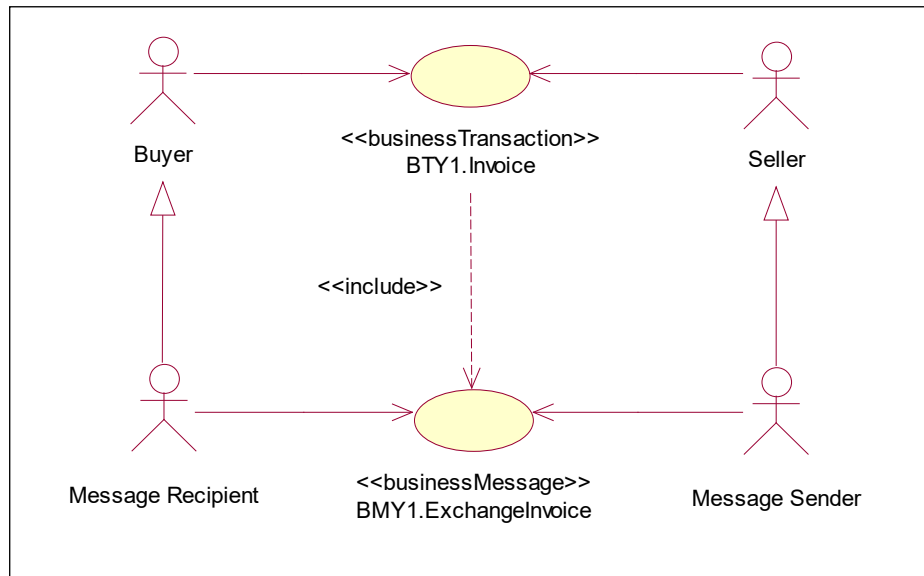 Buyer
<<businessTransaction>>
BTY1.Invoice
Seller
<<include>>
Message Recipient
<<businessMessage>>
BMY1.ExchangeInvoice
Message Sender